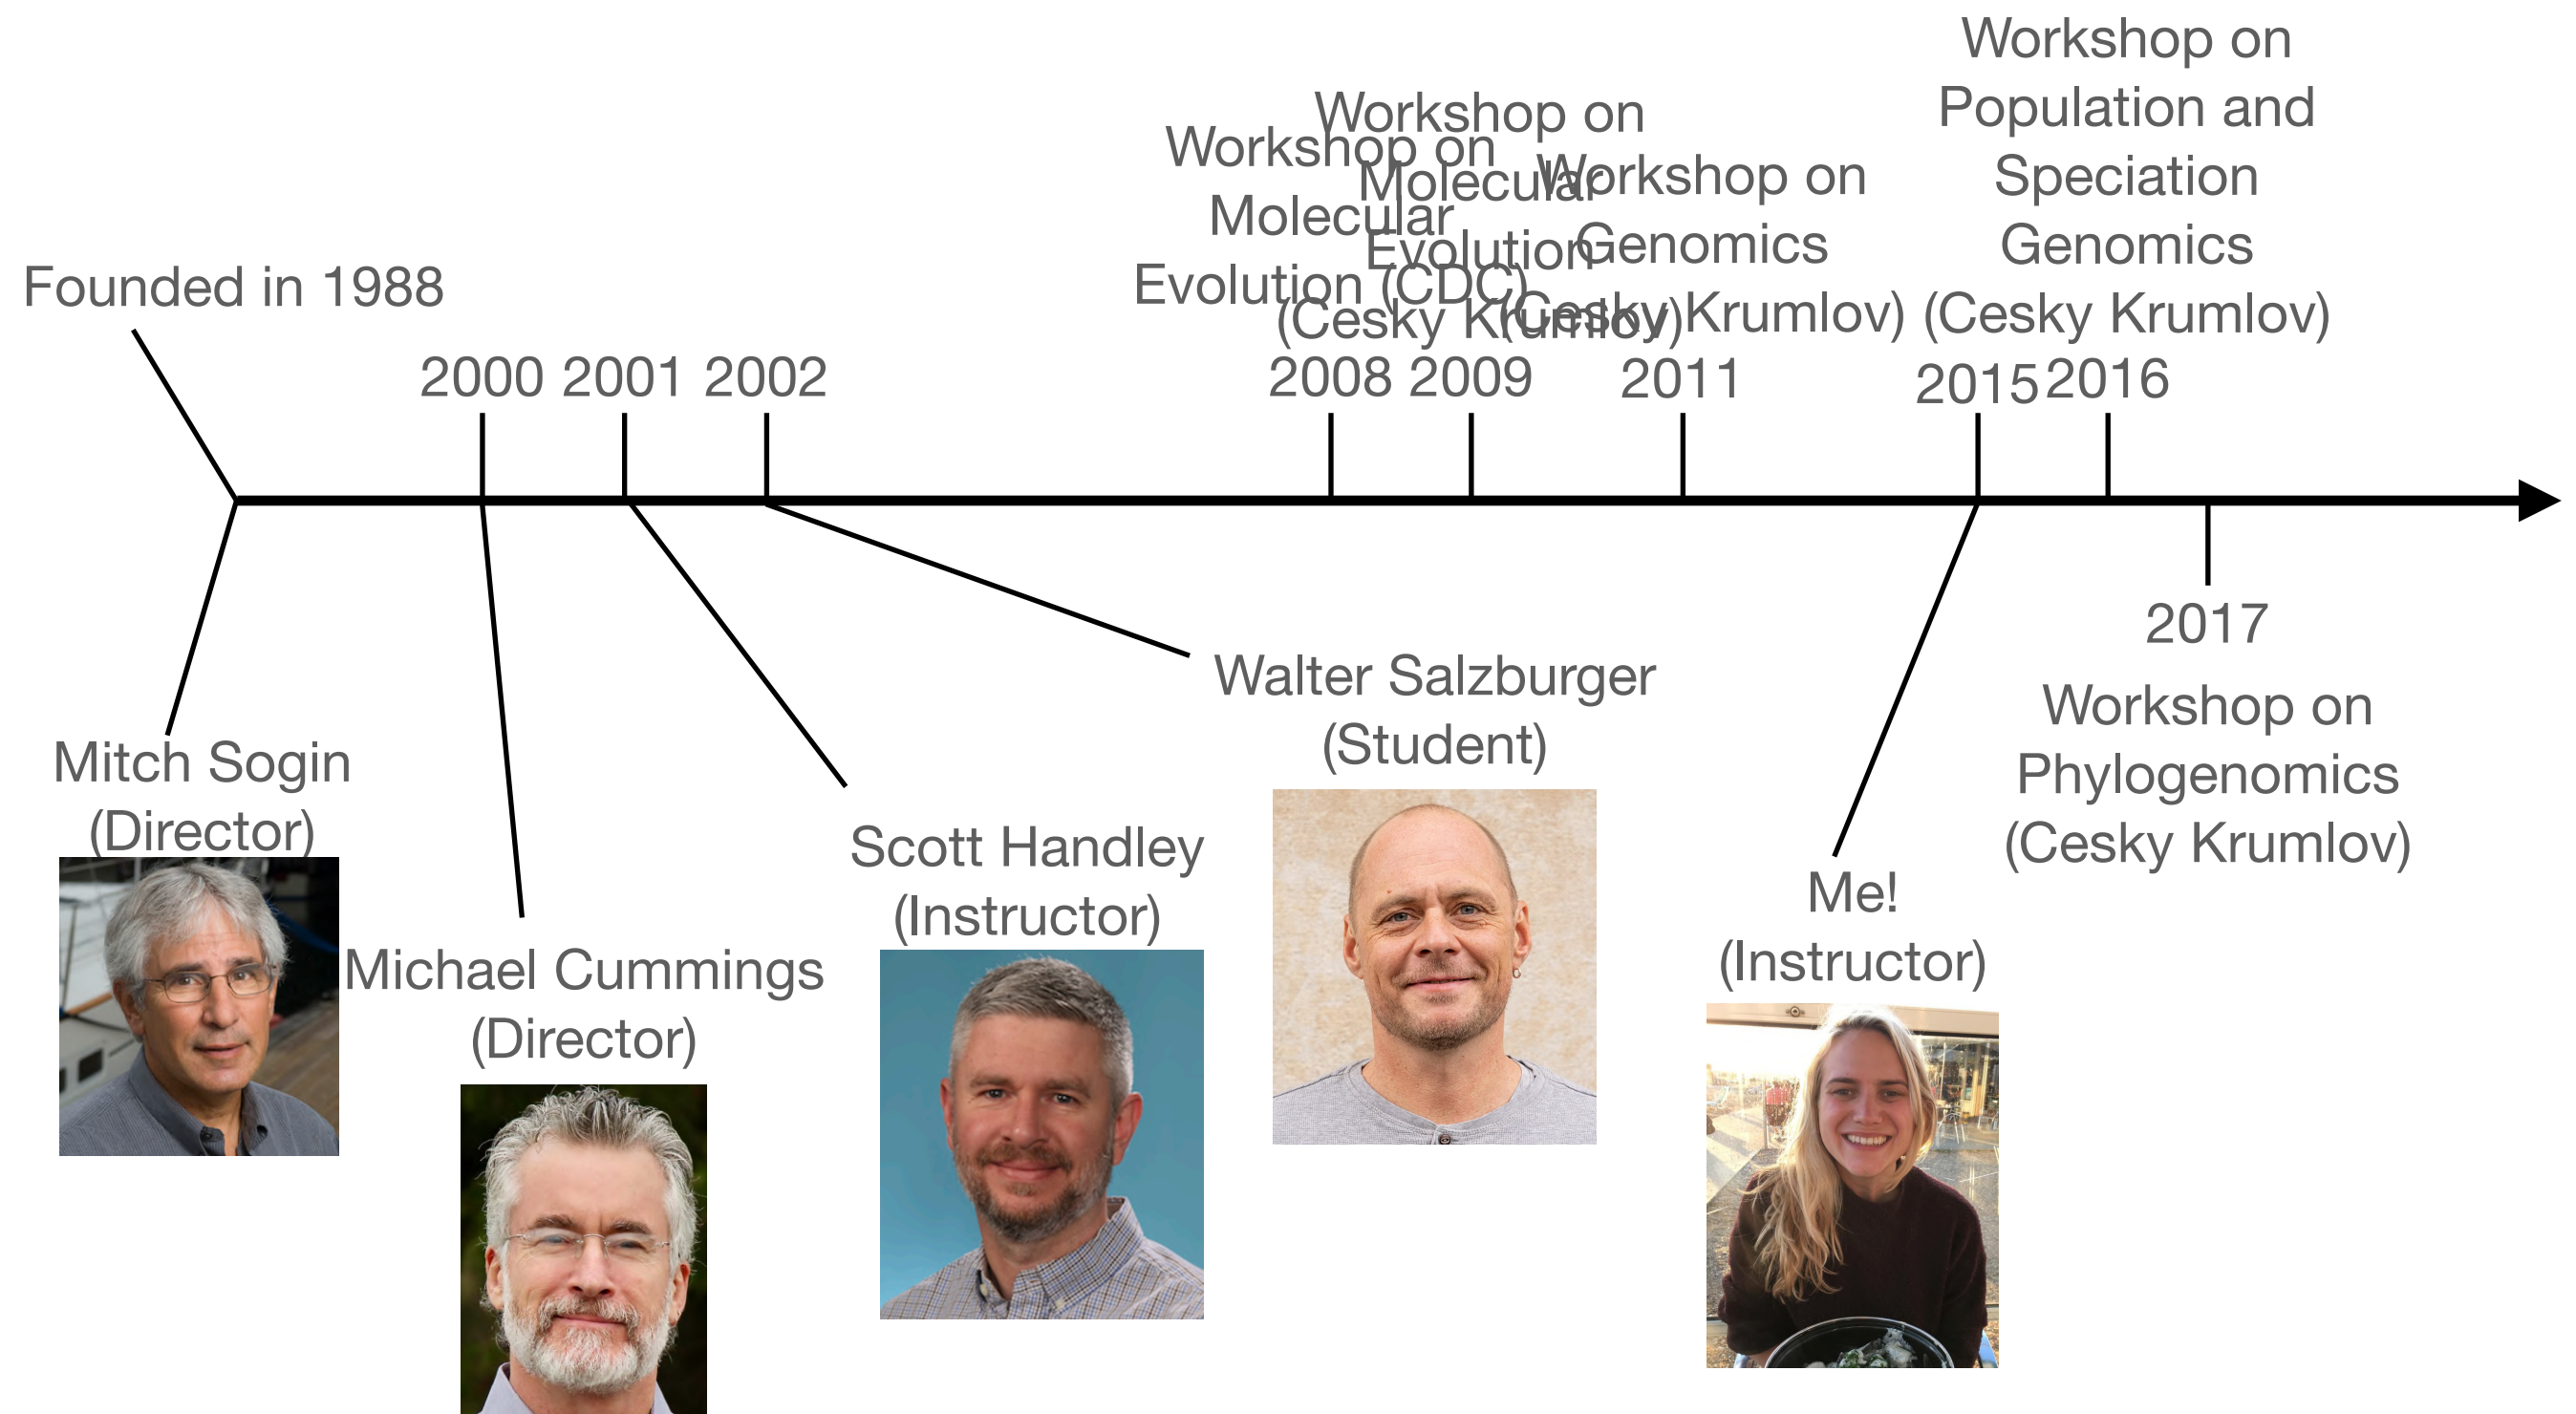 Workshop on
Population and
Speciation
Genomics
(Cesky Krumlov)
Workshop on
Molecular
Evolution
(Cesky Krumlov)
Workshop on
Molecular
Evolution (CDC)
Workshop on
Genomics
(Cesky Krumlov)
Founded in 1988
2000 2001 2002
2008 2009
2011
2015 2016
2017
Workshop on
Phylogenomics
(Cesky Krumlov)
Mitch Sogin
(Director)
Michael Cummings
(Director)
Scott Handley
(Instructor)
Walter Salzburger
(Student)
Me!
(Instructor)